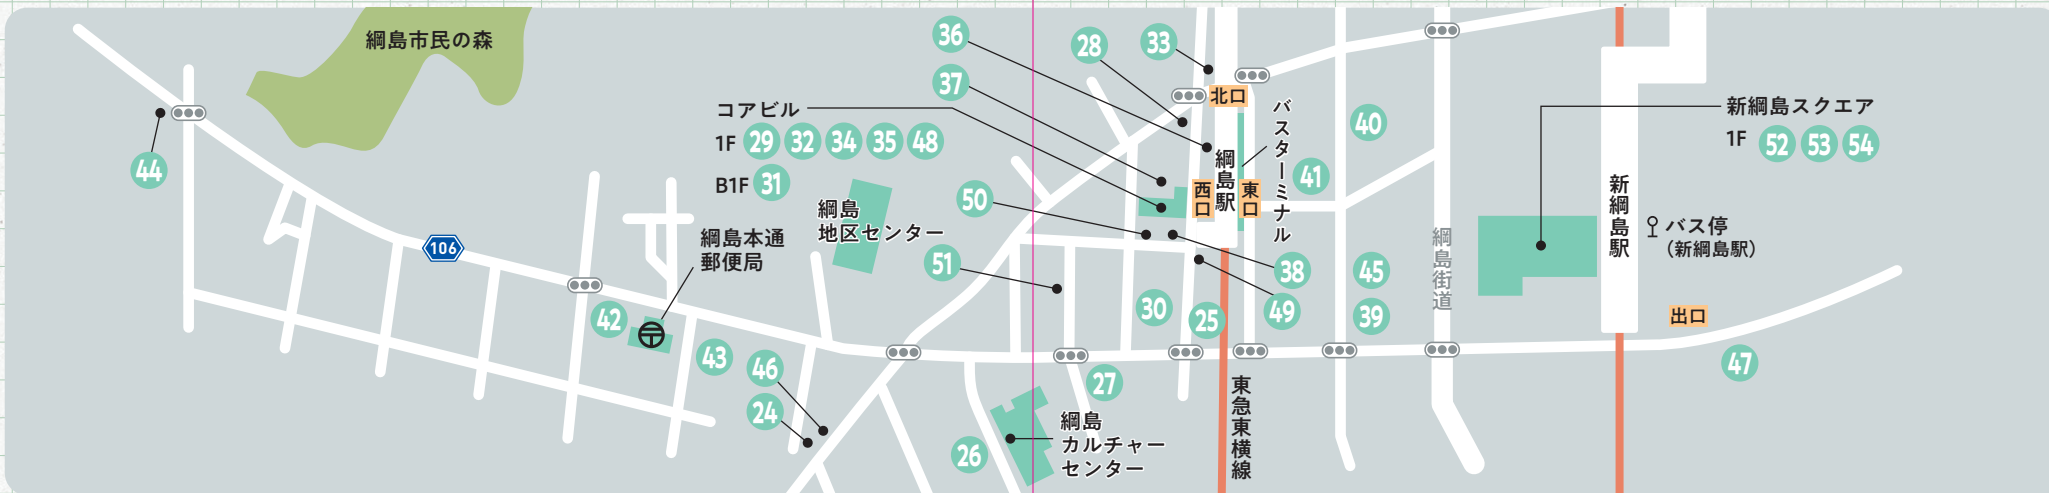 綱島市民の森
44
106
コアビル
1F 29 32 34 35 48
B1F 31
綱島
地区センター
綱島本通
郵便局
42
43
46
24
36
37
28
33
50
51
北口
西口
東口
綱島駅
バスターミナル
41
40
38
49
45
39
30
25
27
26
綱島
カルチャー
センター
東急東横線
綱島街道
新綱島スクエア
1F 52 53 54
新綱島駅
バス停
(新綱島駅)
出口
47